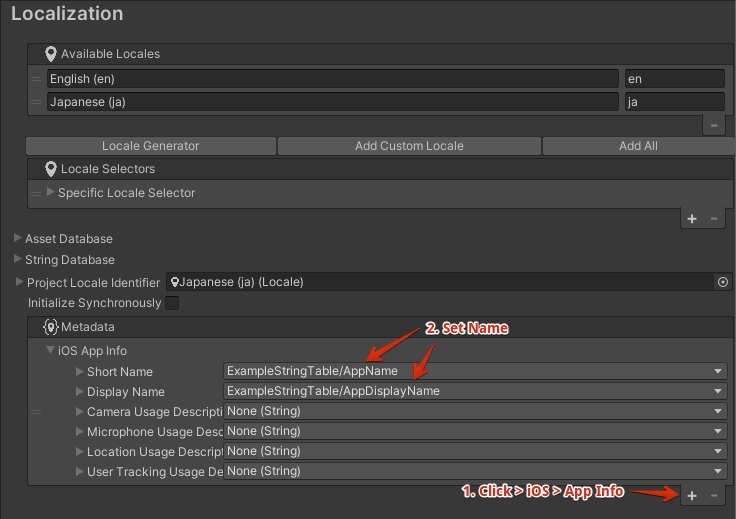 Localization
Available Locales
English (en) en
Japanese (ja) ja
Locale Generator Add Custom Locale Add All
Locale Selectors
Specific Locale Selector
Asset Database
String Database
Project Locale Identifier Japanese (ja) (Locale)
Initialize Synchronously
Metadata
2. Set Name
iOS App Info
Short Name ExampleStringTable/AppName
Display Name ExampleStringTable/AppDisplayName
Camera Usage Descripti None (String)
Microphone Usage Desc None (String)
Location Usage Descript None (String)
User Tracking Usage De None (String)
1. Click > iOS > App Info